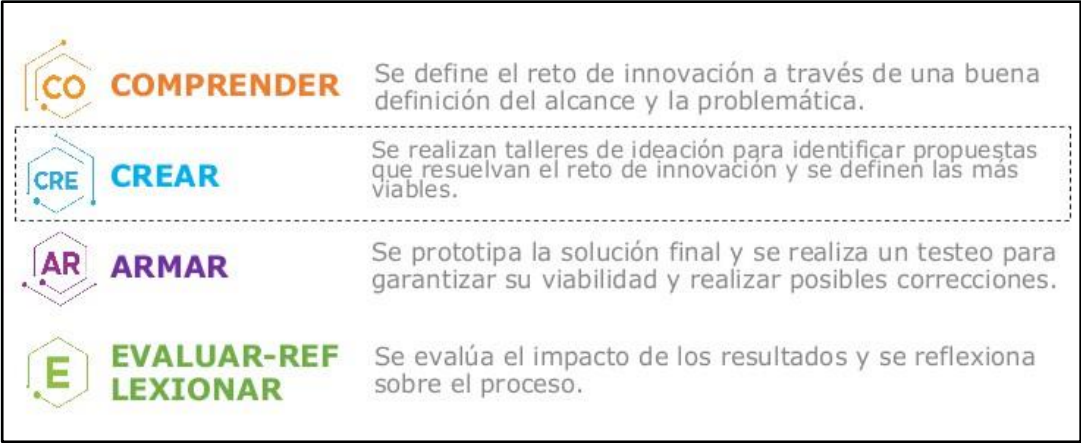 CO
COMPRENDER
Se define el reto de innovación a través de una buena
definición del alcance y la problemática.
CRE
CREAR
Se realizan talleres de ideación para identificar propuestas
que resuelvan el reto de innovación y se definen las más
viables.
AR
ARMAR
Se prototipa la solución final y se realiza un testeo para
garantizar su viabilidad y realizar posibles correcciones.
E
EVALUAR-REF
LEXIONAR
Se evalúa el impacto de los resultados y se reflexiona
sobre el proceso.